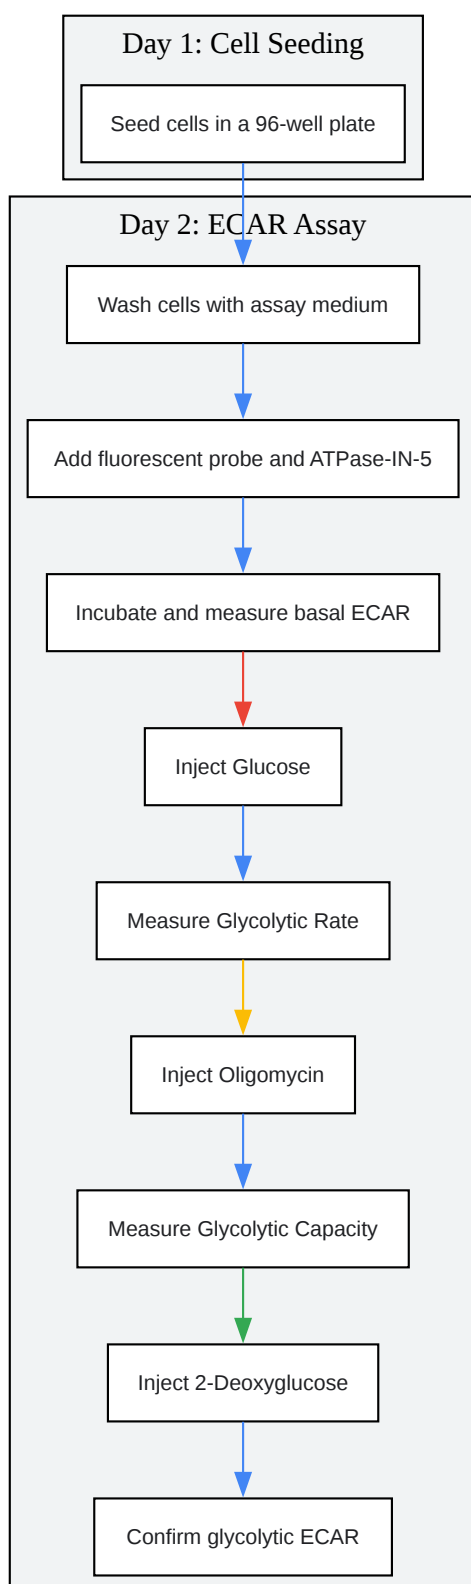 Day 1: Cell Seeding
Seed cells in a 96-well plate
Day 2: ECAR Assay
Wash cells with assay medium
Add fluorescent probe and ATPase-IN-5
Incubate and measure basal ECAR
Inject Glucose
Measure Glycolytic Rate
Inject Oligomycin
Measure Glycolytic Capacity
Inject 2-Deoxyglucose
Confirm glycolytic ECAR